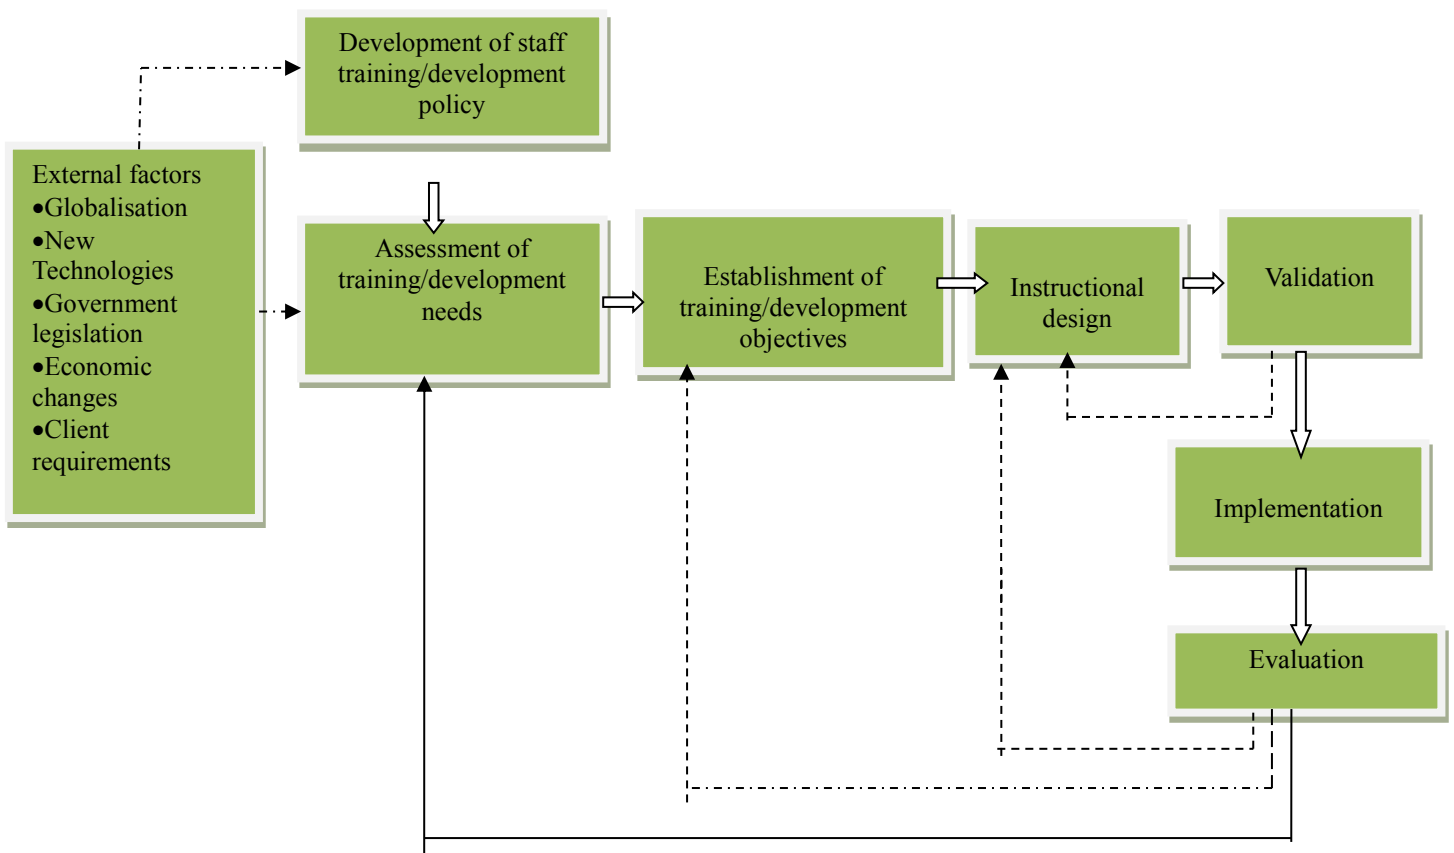 Development of staff
training/development
policy
External factors
•Globalisation
•New
Technologies
•Government
legislation
•Economic
changes
•Client
requirements
Assessment of
training/development
needs
Establishment of
training/development
objectives
Instructional
design
Validation
Implementation
Evaluation